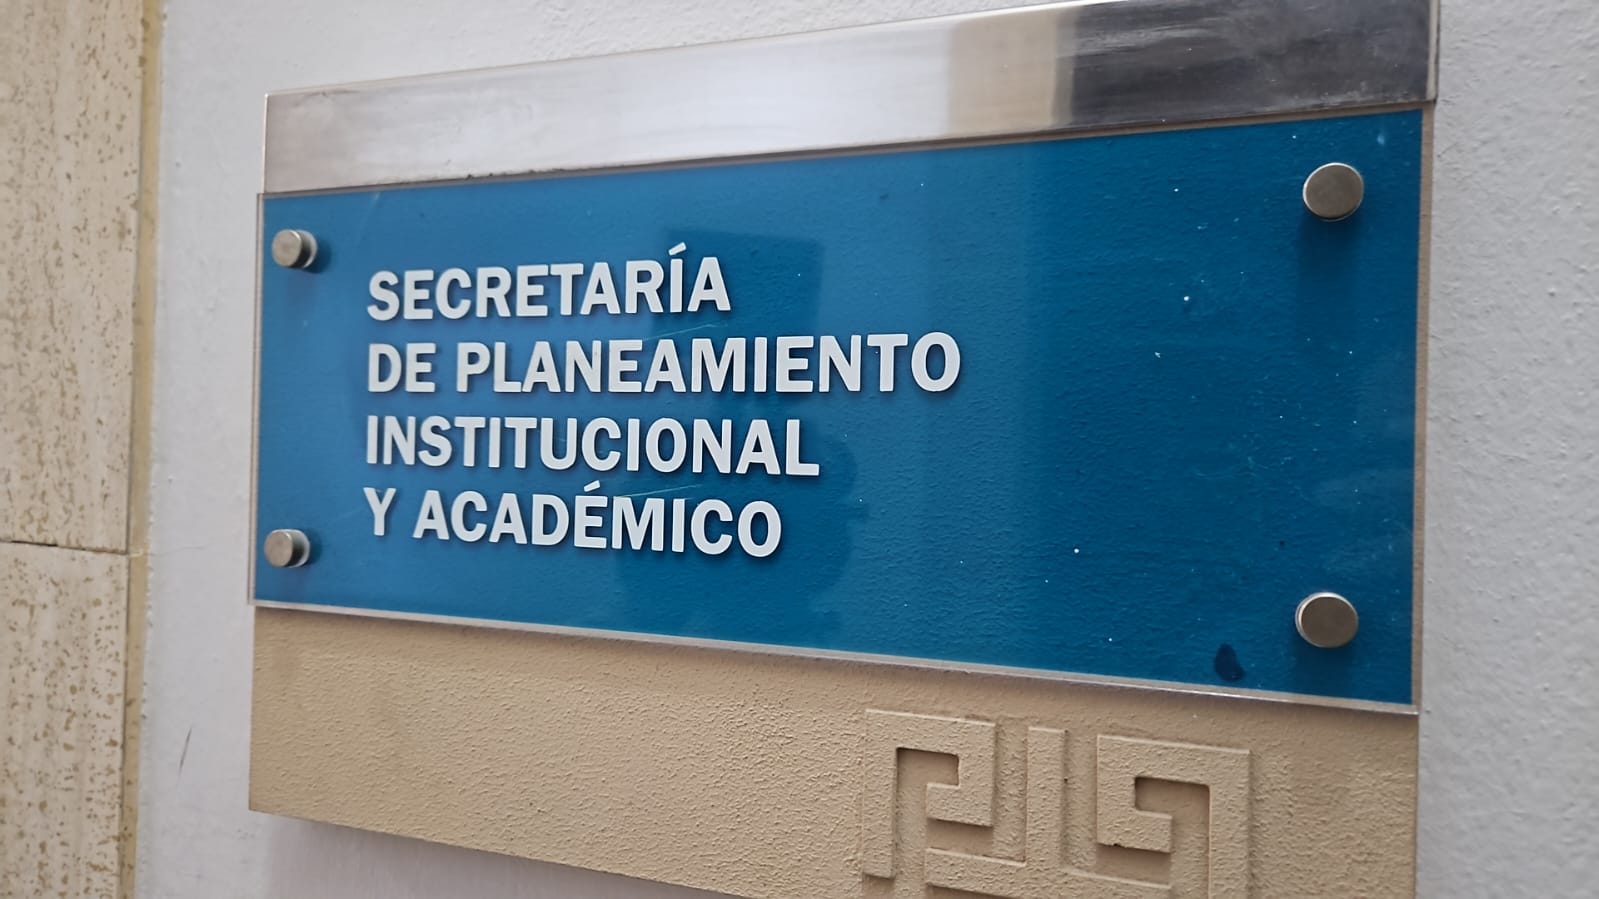 SECRETARÍA
DE PLANEAMIENTO
INSTITUCIONAL
Y ACADÉMICO